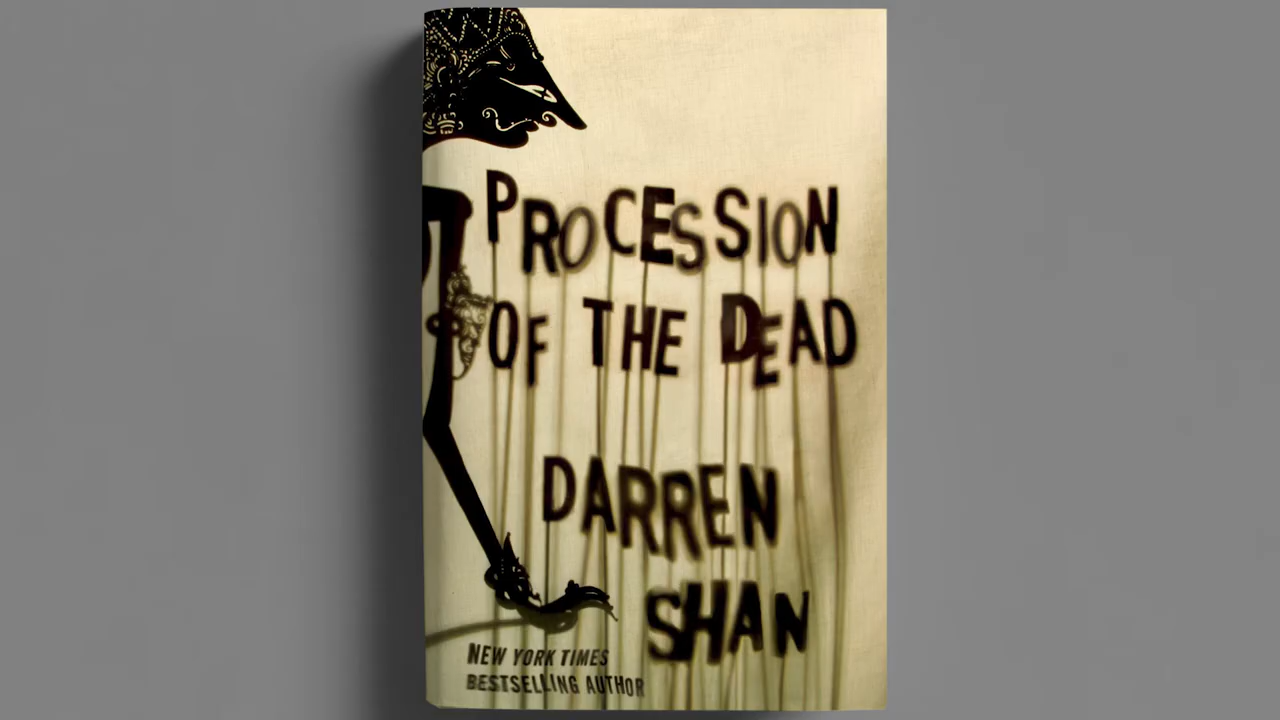 PROCESSION
OF THE DEAD
DARREN
SHAN
NEW YORK TIMES
BESTSELLING AUTHOR